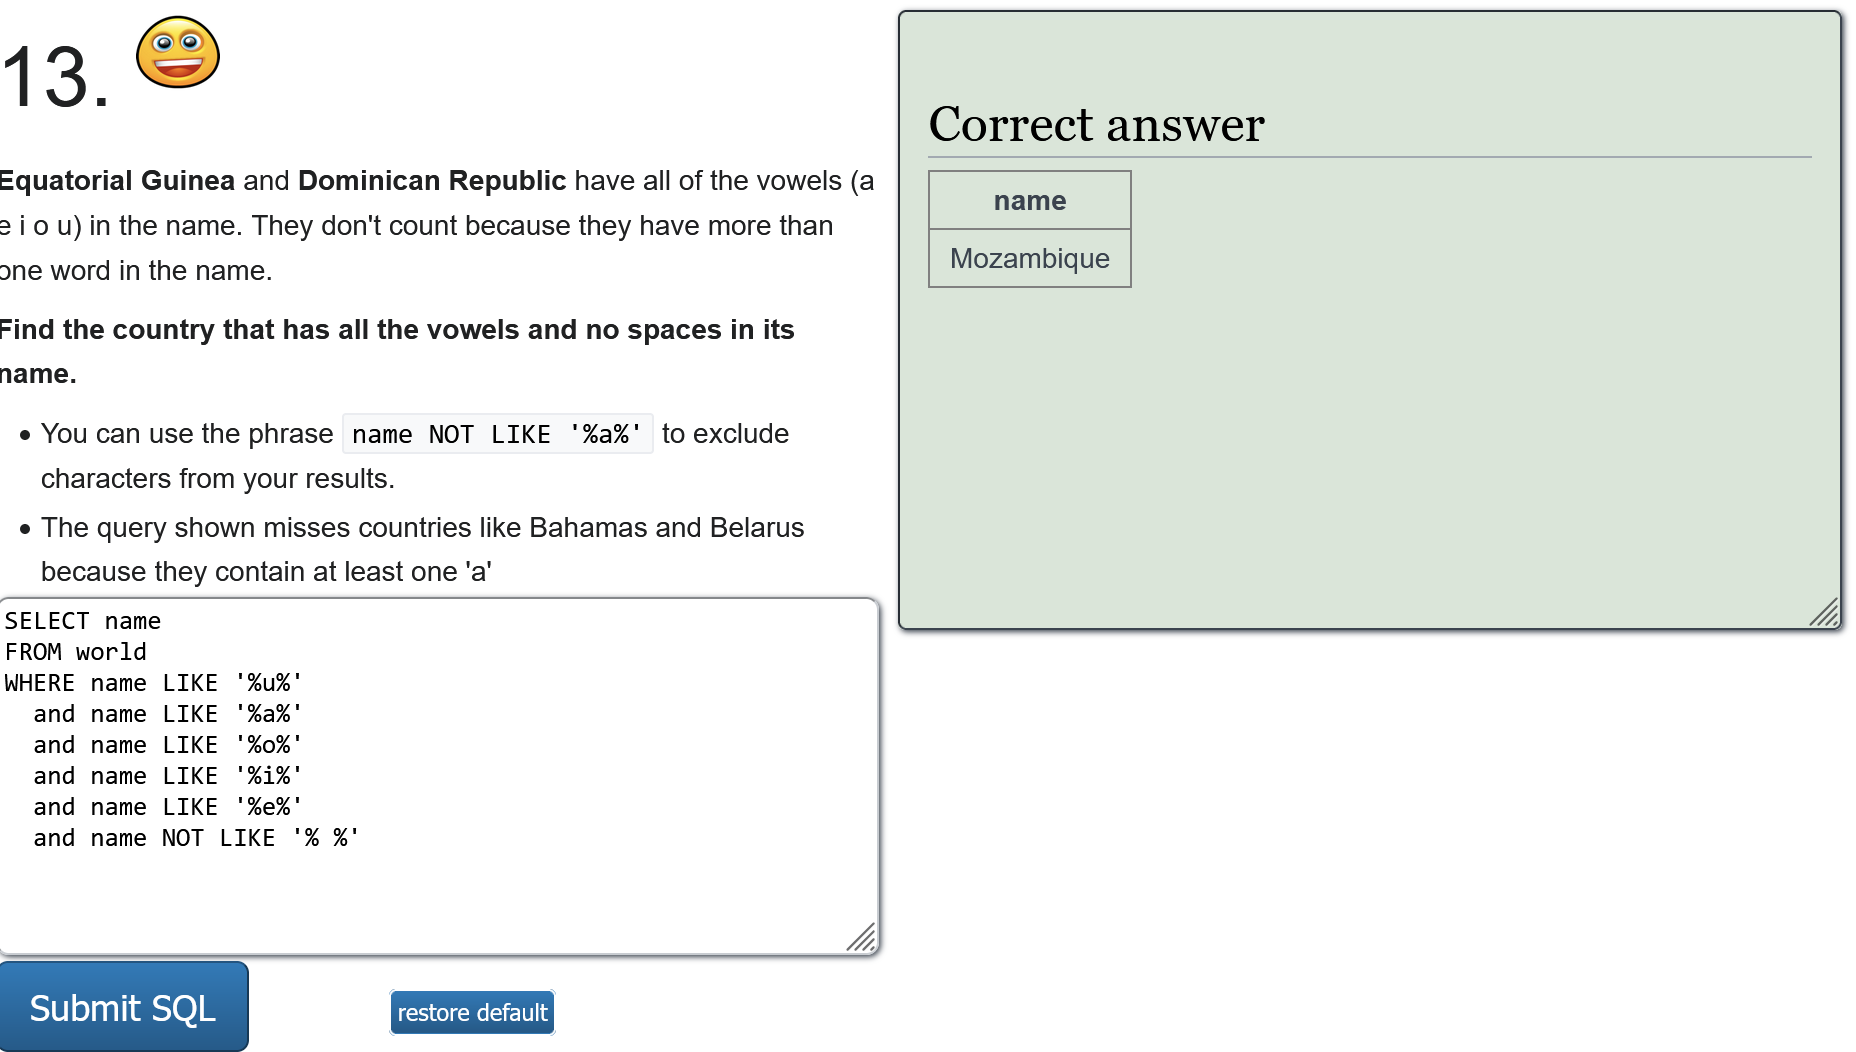 13.
Equatorial Guinea and Dominican Republic have all of the vowels (a
e i o u) in the name. They don't count because they have more than
one word in the name.
Find the country that has all the vowels and no spaces in its
name.
• You can use the phrase name NOT LIKE '%a%' to exclude
characters from your results.
• The query shown misses countries like Bahamas and Belarus
because they contain at least one 'a'
SELECT name
FROM world
WHERE name LIKE '%u%'
  and name LIKE '%a%'
  and name LIKE '%o%'
  and name LIKE '%i%'
  and name LIKE '%e%'
  and name NOT LIKE '% %'
Submit SQL
restore default
Correct answer
name
Mozambique